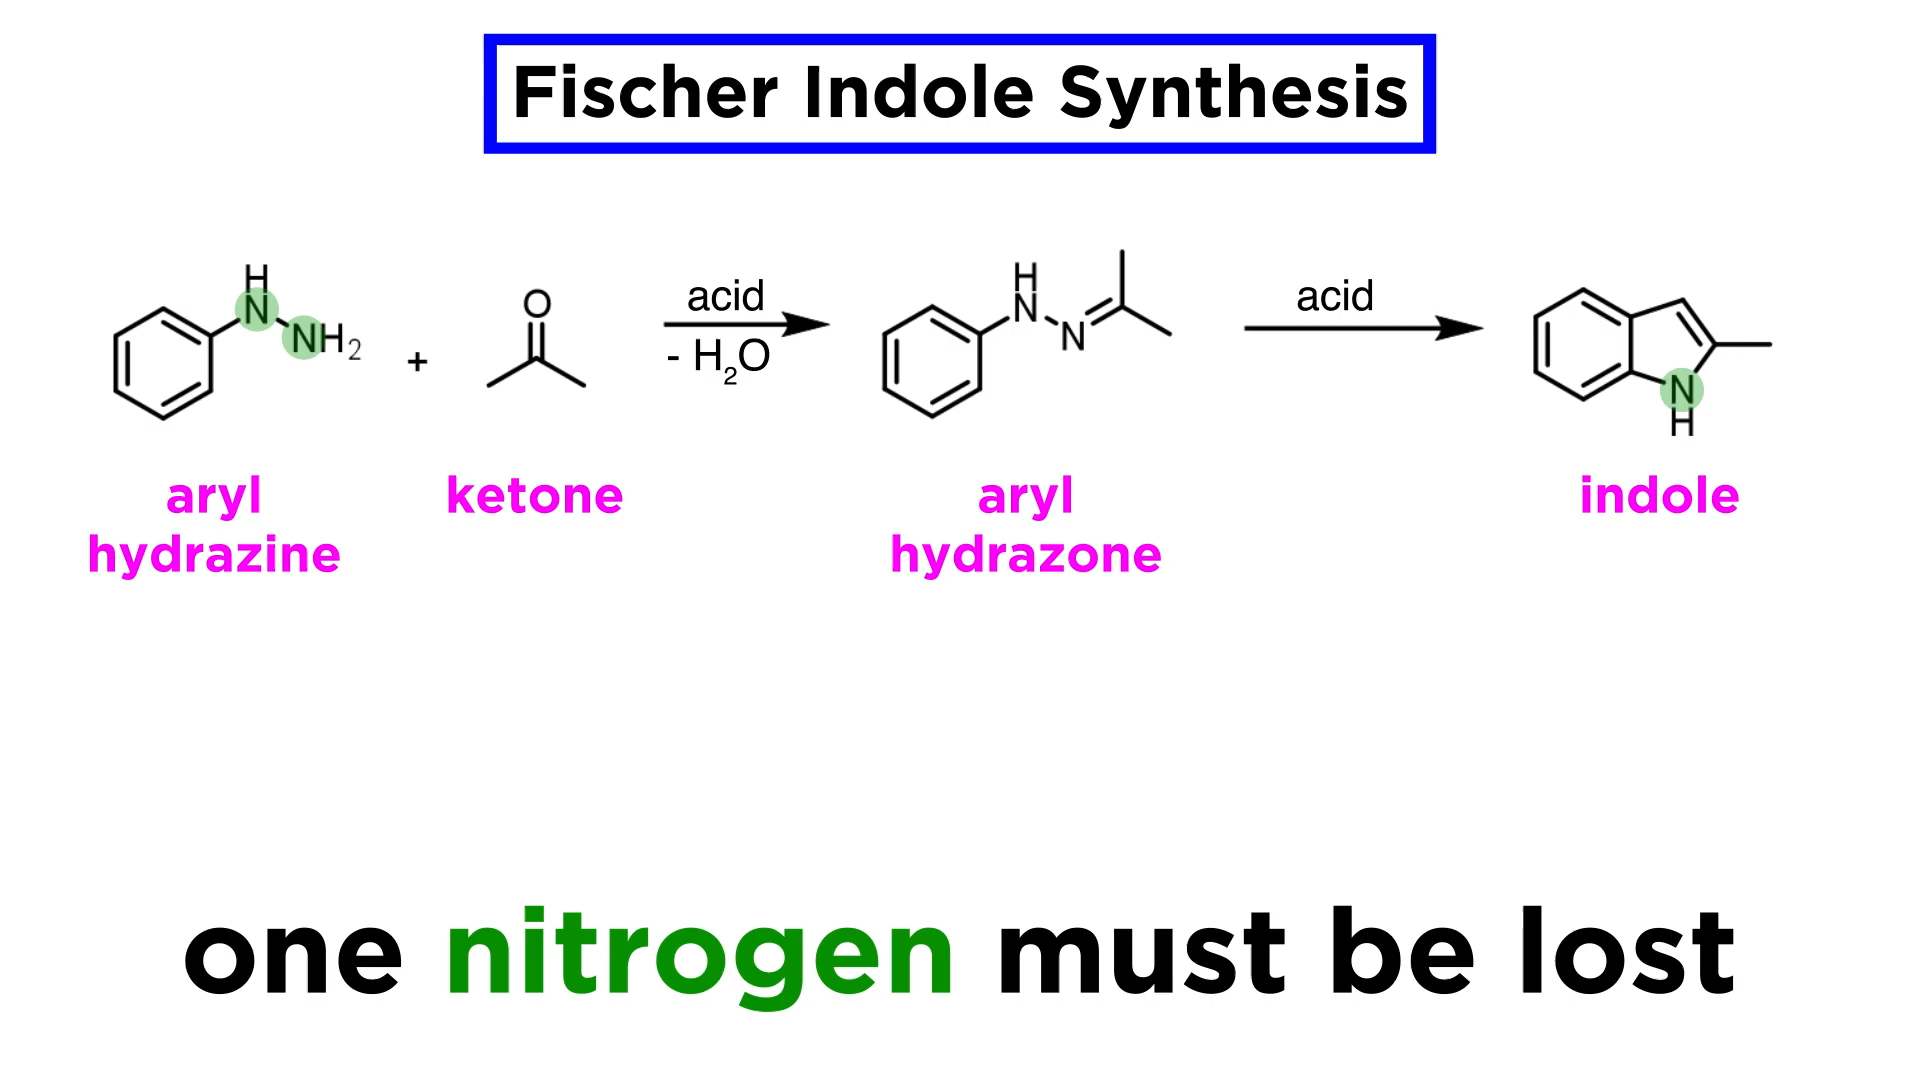 Fischer Indole Synthesis
H
N
NH2
+
O
acid
- H2O
H
N
N
acid
N
H
aryl
hydrazine
ketone
aryl
hydrazone
indole
one nitrogen must be lost